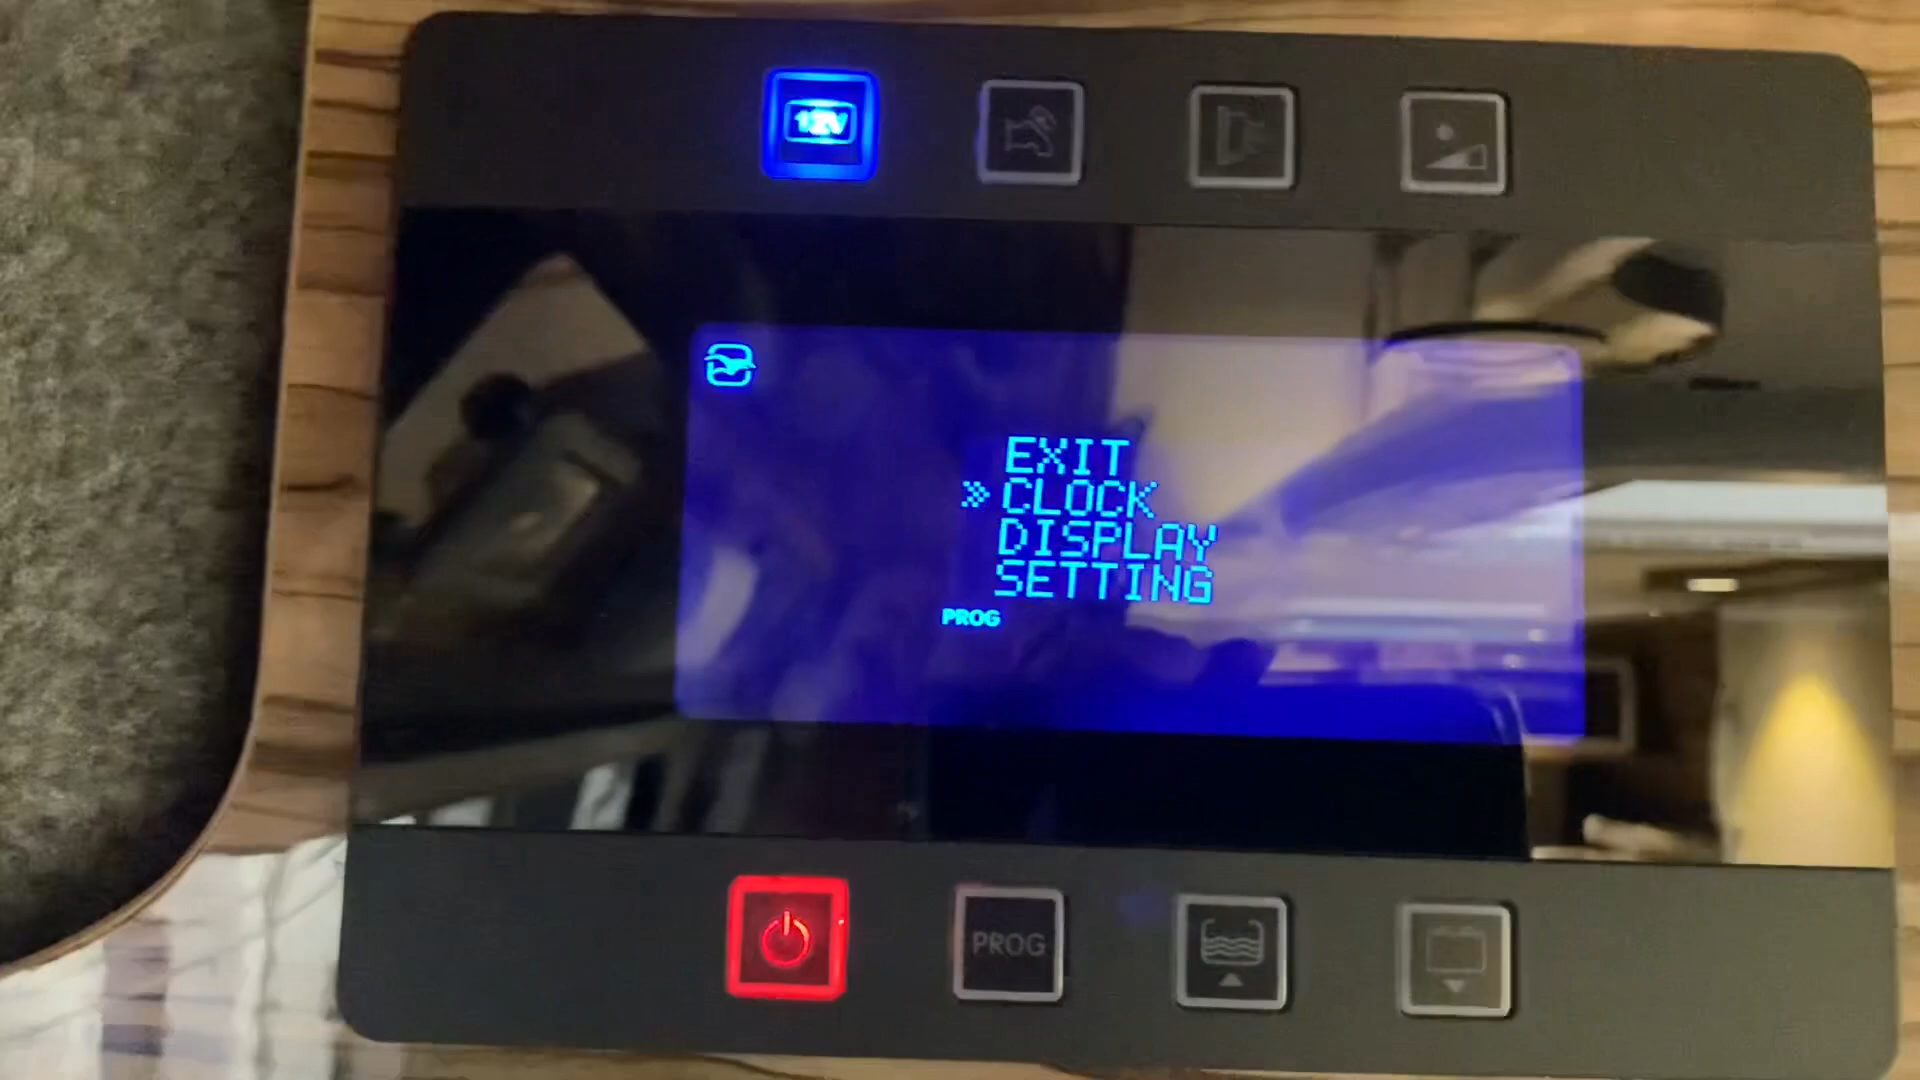 12V
EXIT
» CLOCK
DISPLAY
SETTING
PROG
PROG